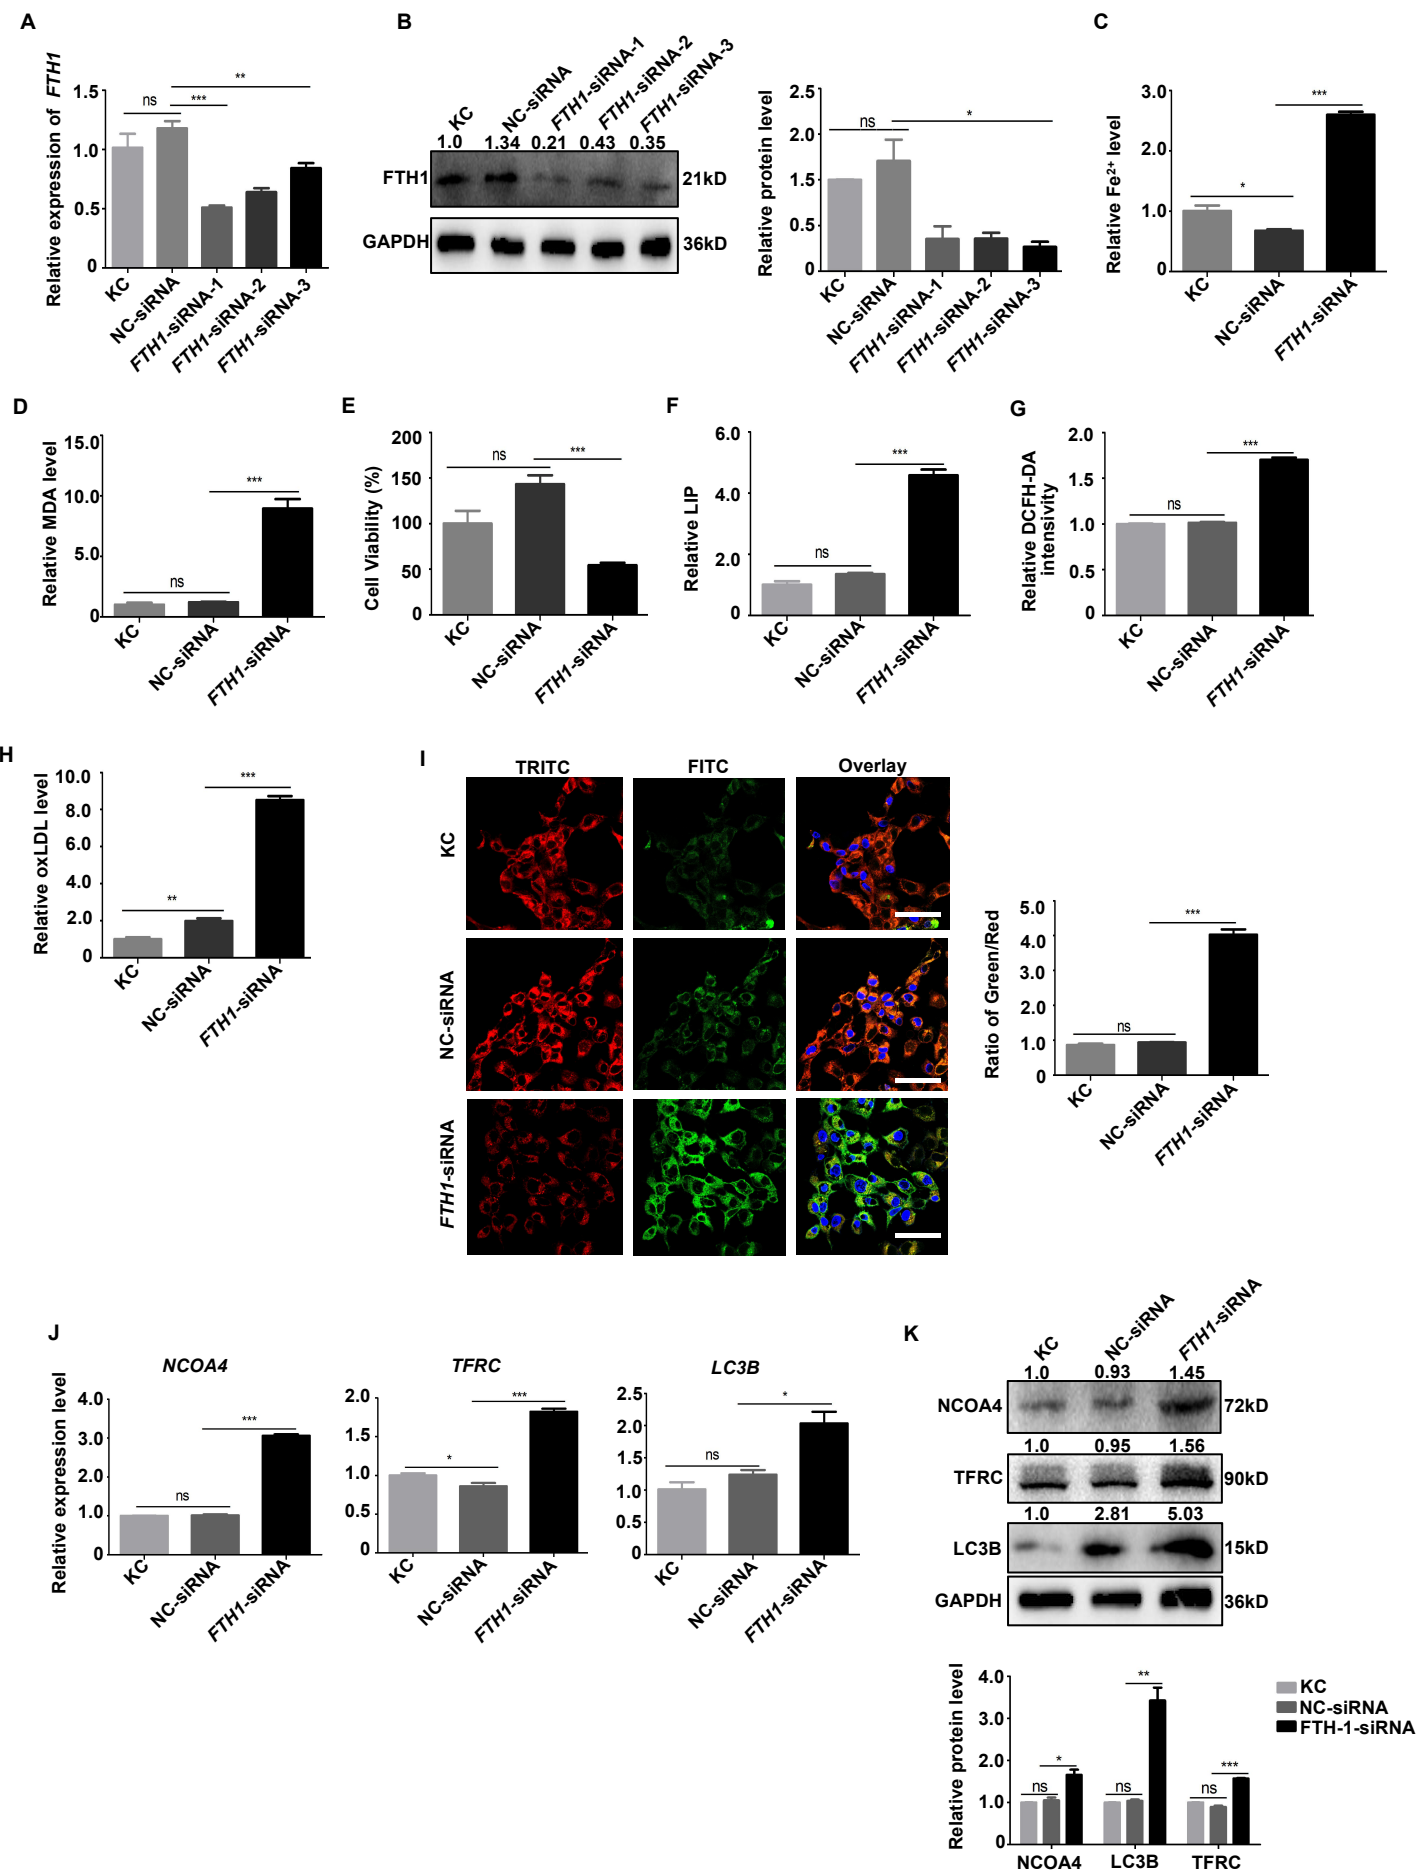 A
Relative expression of FTH1
1.5
1.0
0.5
0
ns
***
**
KC
NC-siRNA
FTH1-siRNA-1
FTH1-siRNA-2
FTH1-siRNA-3
B
KC
NC-siRNA
FTH1-siRNA-1
FTH1-siRNA-2
FTH1-siRNA-3
1.0 1.34 0.21 0.43 0.35
FTH1 21kD
GAPDH 36kD
Relative protein level
2.5
2.0
1.5
0.5
0
ns
*
KC
NC-siRNA
FTH1-siRNA-1
FTH1-siRNA-2
FTH1-siRNA-3
C
Relative Fe²⁺ level
3.0
2.0
1.0
0
*
***
KC
NC-siRNA
FTH1-siRNA
D
Relative MDA level
15.0
10.0
5.0
0
ns
***
KC
NC-siRNA
FTH1-siRNA
E
Cell Viability (%)
200
150
100
50
0
ns
***
KC
NC-siRNA
FTH1-siRNA
F
Relative LIP
6.0
4.0
2.0
0
ns
***
KC
NC-siRNA
FTH1-siRNA
G
Relative DCFH-DA
intensivity
2.0
1.5
1.0
0.5
0
ns
***
KC
NC-siRNA
FTH1-siRNA
H
Relative oxLDL level
10.0
8.0
6.0
4.0
2.0
0
**
***
KC
NC-siRNA
FTH1-siRNA
I
TRITC FITC Overlay
KC
NC-siRNA
FTH1-siRNA
Ratio of Green/Red
5.0
4.0
3.0
2.0
1.0
0
ns
***
KC
NC-siRNA
FTH1-siRNA
J
Relative expression level
NCOA4
4.0
3.0
2.0
1.0
0
ns
***
KC
NC-siRNA
FTH1-siRNA
TFRC
2.0
1.5
1.0
0.5
0
*
***
KC
NC-siRNA
FTH1-siRNA
LC3B
2.5
2.0
1.5
1.0
0.5
0
ns
*
KC
NC-siRNA
FTH1-siRNA
K
KC
NC-siRNA
FTH1-siRNA
1.0 0.93 1.45
NCOA4 72kD
1.0 0.95 1.56
TFRC 90kD
1.0 2.81 5.03
LC3B 15kD
GAPDH 36kD
Relative protein level
4.0
3.0
2.0
1.0
0
ns
*
ns
**
ns
***
NCOA4 LC3B TFRC
KC
NC-siRNA
FTH-1-siRNA